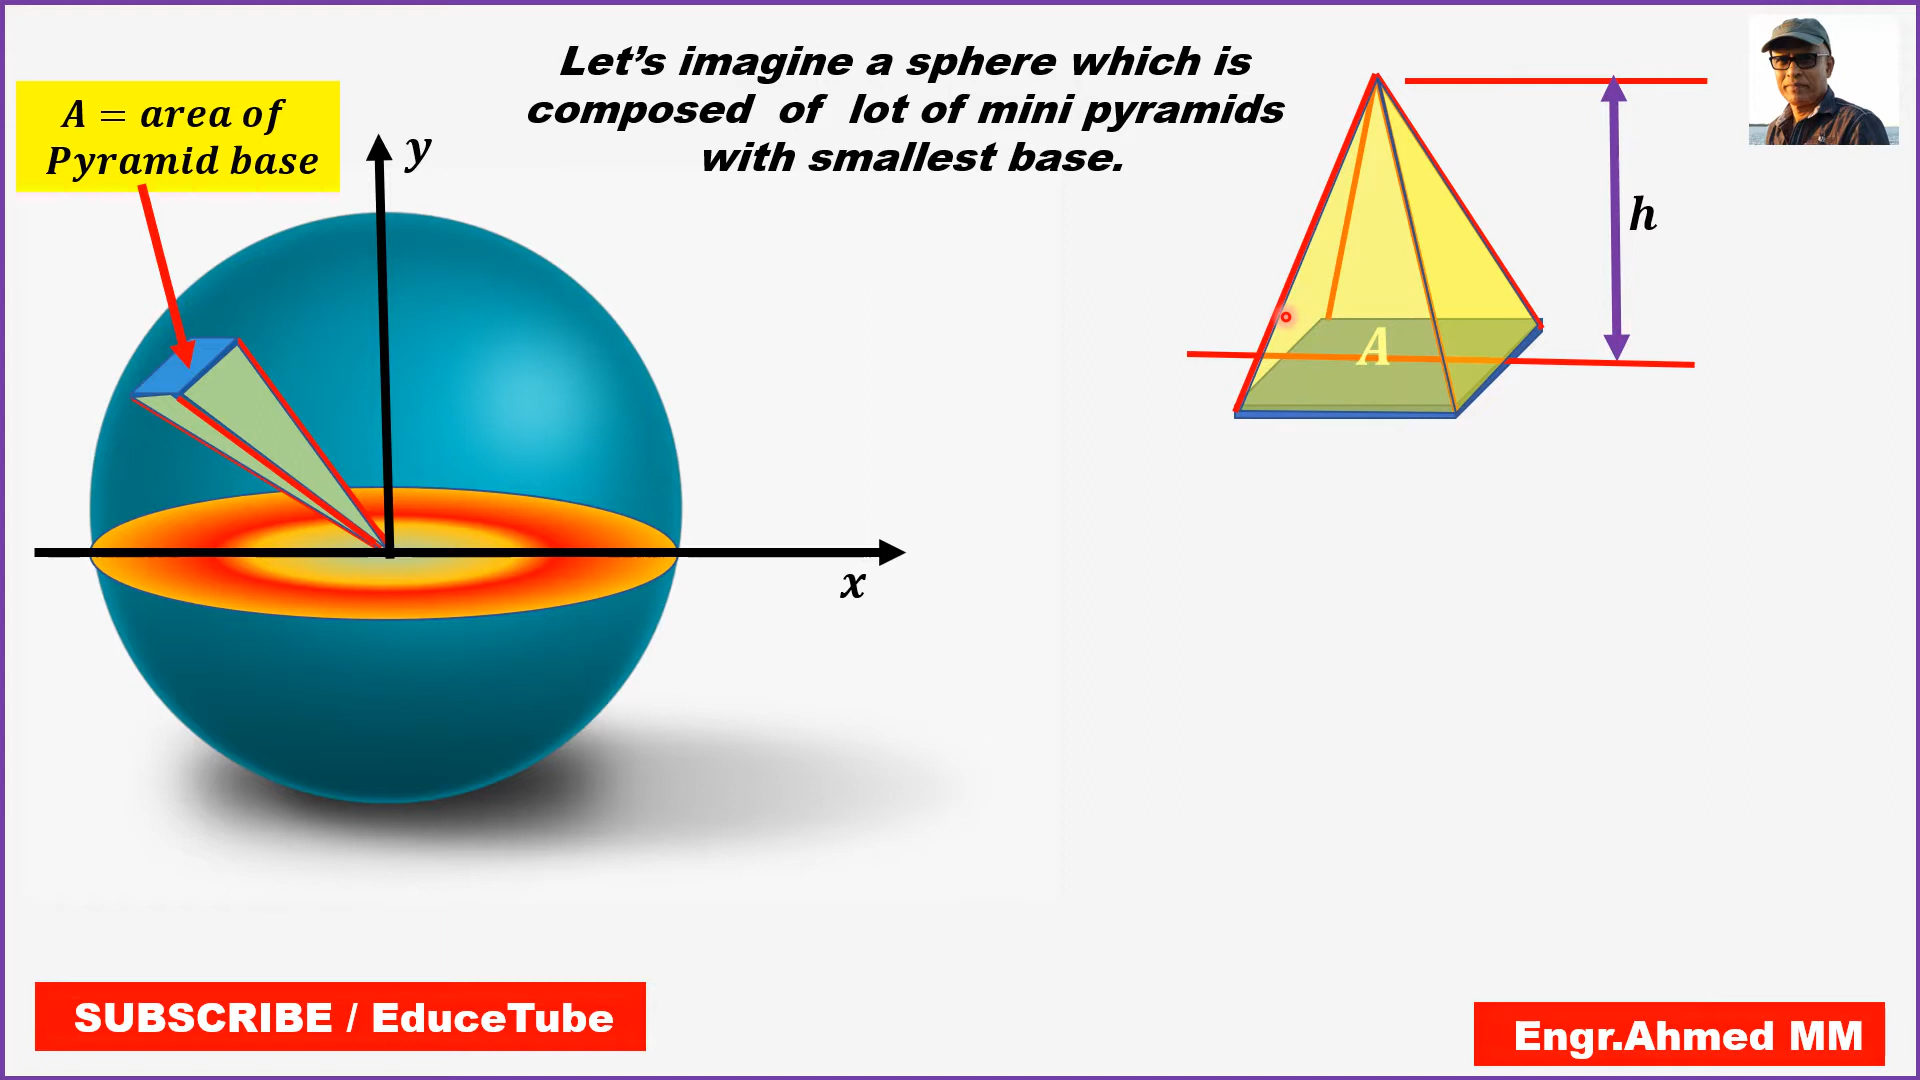 Let's imagine a sphere which is
composed of lot of mini pyramids
with smallest base.
A = area of
Pyramid base
y
x
h
A
SUBSCRIBE / EduceTube
Engr.Ahmed MM